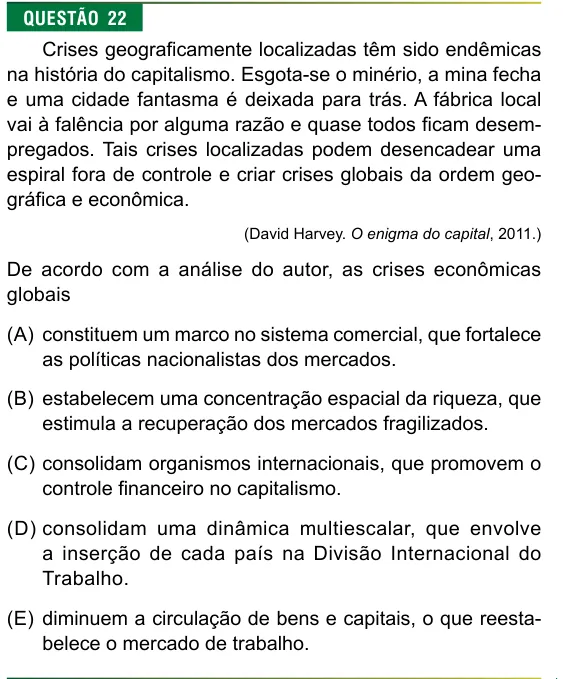 QUESTÃO 22
Crises geograficamente localizadas têm sido endêmicas
na história do capitalismo. Esgota-se o minério, a mina fecha
e uma cidade fantasma é deixada para trás. A fábrica local
vai à falência por alguma razão e quase todos ficam desem-
pregados. Tais crises localizadas podem desencadear uma
espiral fora de controle e criar crises globais da ordem geo-
gráfica e econômica.
(David Harvey. O enigma do capital, 2011.)
De acordo com a análise do autor, as crises econômicas
globais
(A) constituem um marco no sistema comercial, que fortalece
as políticas nacionalistas dos mercados.
(B) estabelecem uma concentração espacial da riqueza, que
estimula a recuperação dos mercados fragilizados.
(C) consolidam organismos internacionais, que promovem o
controle financeiro no capitalismo.
(D) consolidam uma dinâmica multiescalar, que envolve
a inserção de cada país na Divisão Internacional do
Trabalho.
(E) diminuem a circulação de bens e capitais, o que reesta-
belece o mercado de trabalho.